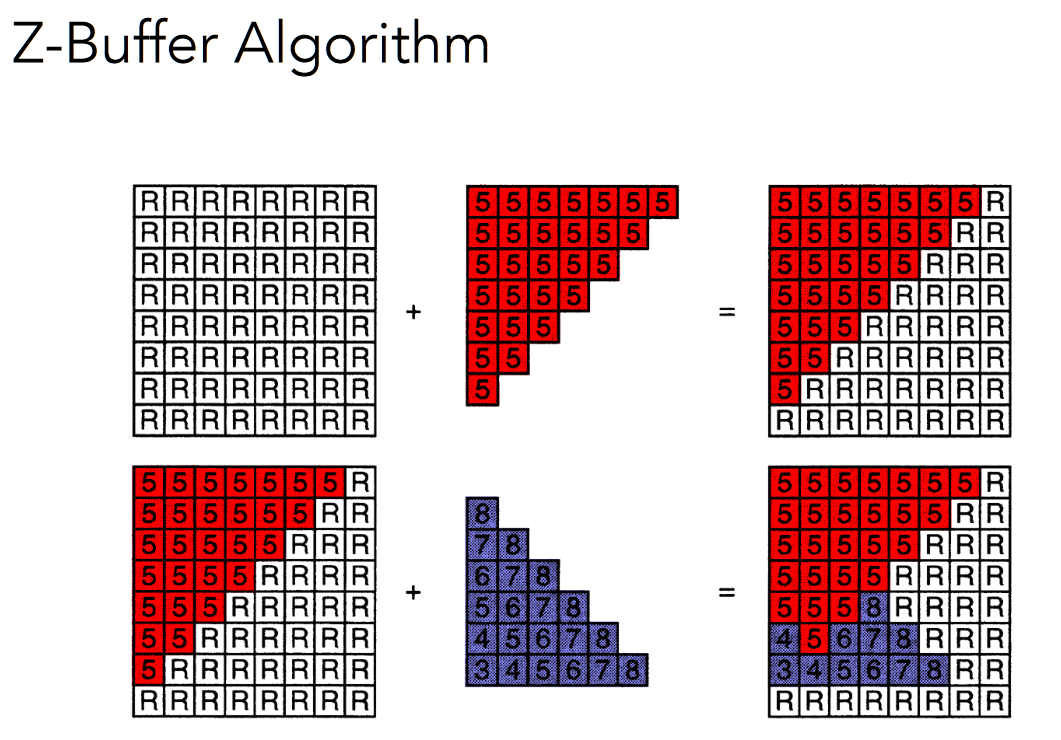 Z-Buffer Algorithm
R R R R R R R R
R R R R R R R R
R R R R R R R R
R R R R R R R R
R R R R R R R R
R R R R R R R R
R R R R R R R R
R R R R R R R R
+
5 5 5 5 5 5 5
5 5 5 5 5 5
5 5 5 5 5
5 5 5 5
5 5 5
5 5
5
=
5 5 5 5 5 5 5 R
5 5 5 5 5 5 R R
5 5 5 5 5 R R R
5 5 5 5 R R R R
5 5 5 R R R R R
5 5 R R R R R R
5 R R R R R R R
R R R R R R R R
5 5 5 5 5 5 5 R
5 5 5 5 5 5 R R
5 5 5 5 5 R R R
5 5 5 5 R R R R
5 5 5 R R R R R
5 5 R R R R R R
5 R R R R R R R
R R R R R R R R
+
8
7 8
6 7 8
5 6 7 8
4 5 6 7 8
3 4 5 6 7 8
=
5 5 5 5 5 5 5 R
5 5 5 5 5 5 R R
5 5 5 5 5 R R R
5 5 5 5 R R R R
5 5 5 8 R R R R
4 5 6 7 8 R R R
3 4 5 6 7 8 R R
R R R R R R R R